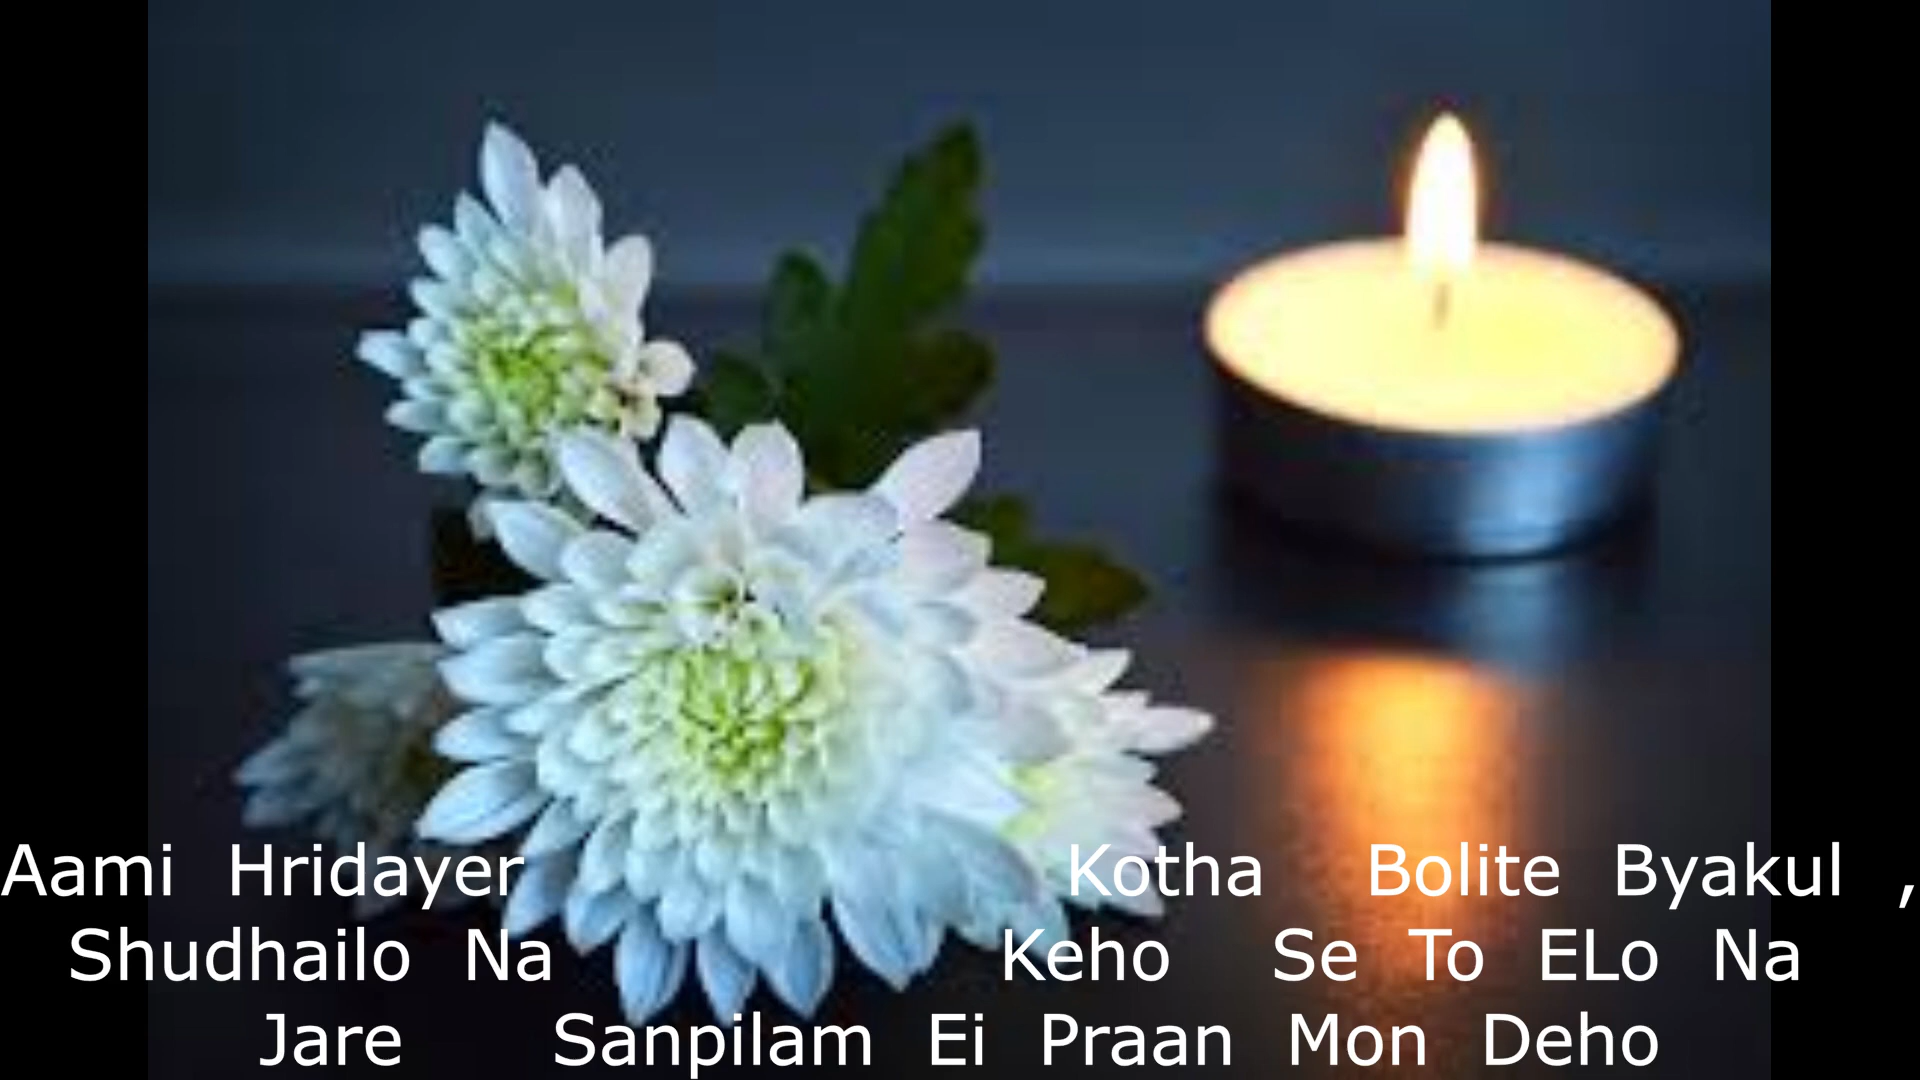 Aami Hridayer Kotha Bolite Byakul ,
Shudhailo Na Keho Se To ELo Na
Jare Sanpilam Ei Praan Mon Deho